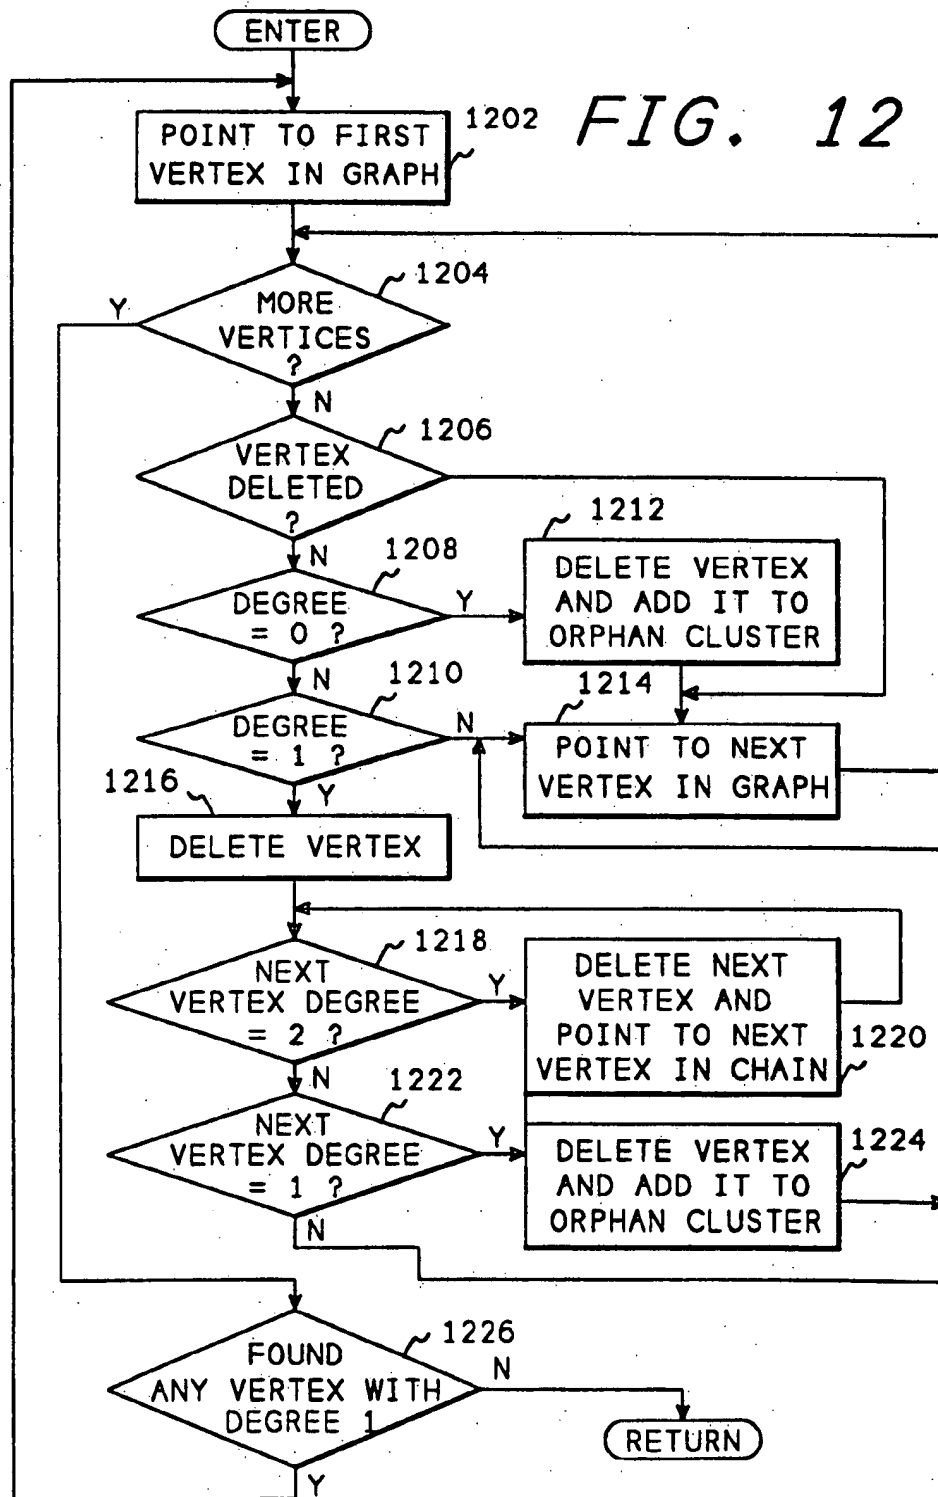 ENTER
FIG. 12
1202
POINT TO FIRST
VERTEX IN GRAPH
1204
Y
MORE
VERTICES
?
N
1206
VERTEX
DELETED
?
N
1208
DEGREE
= 0 ?
Y
1212
DELETE VERTEX
AND ADD IT TO
ORPHAN CLUSTER
N
1210
DEGREE
= 1 ?
N
1214
POINT TO NEXT
VERTEX IN GRAPH
Y
1216
DELETE VERTEX
1218
NEXT
VERTEX DEGREE
= 2 ?
Y
DELETE NEXT
VERTEX AND
POINT TO NEXT
VERTEX IN CHAIN
1220
N
1222
NEXT
VERTEX DEGREE
= 1 ?
Y
DELETE VERTEX
AND ADD IT TO
ORPHAN CLUSTER
1224
N
1226
FOUND
ANY VERTEX WITH
DEGREE 1
N
RETURN
Y